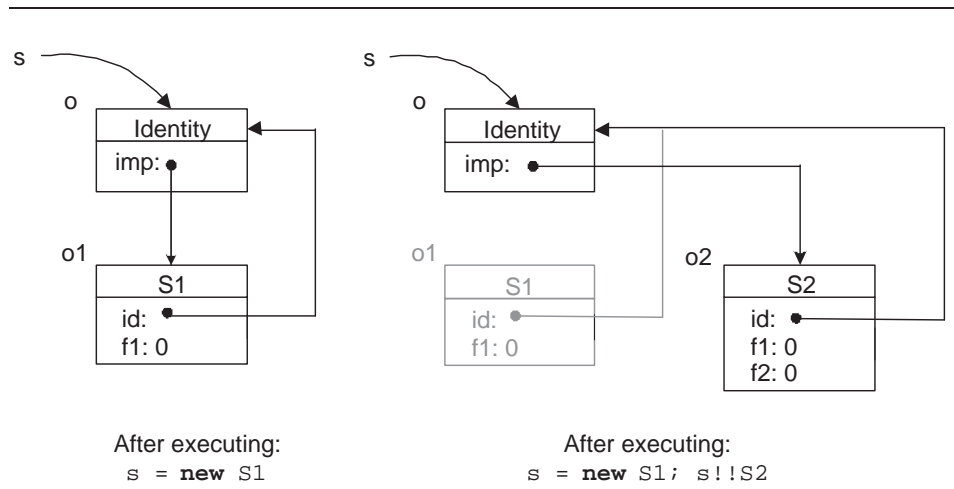 s
o
Identity
imp:
o1
S1
id:
f1: 0
After executing:
s = new S1
s
o
Identity
imp:
o1
S1
id:
f1: 0
o2
S2
id:
f1: 0
f2: 0
After executing:
s = new S1; s!!S2